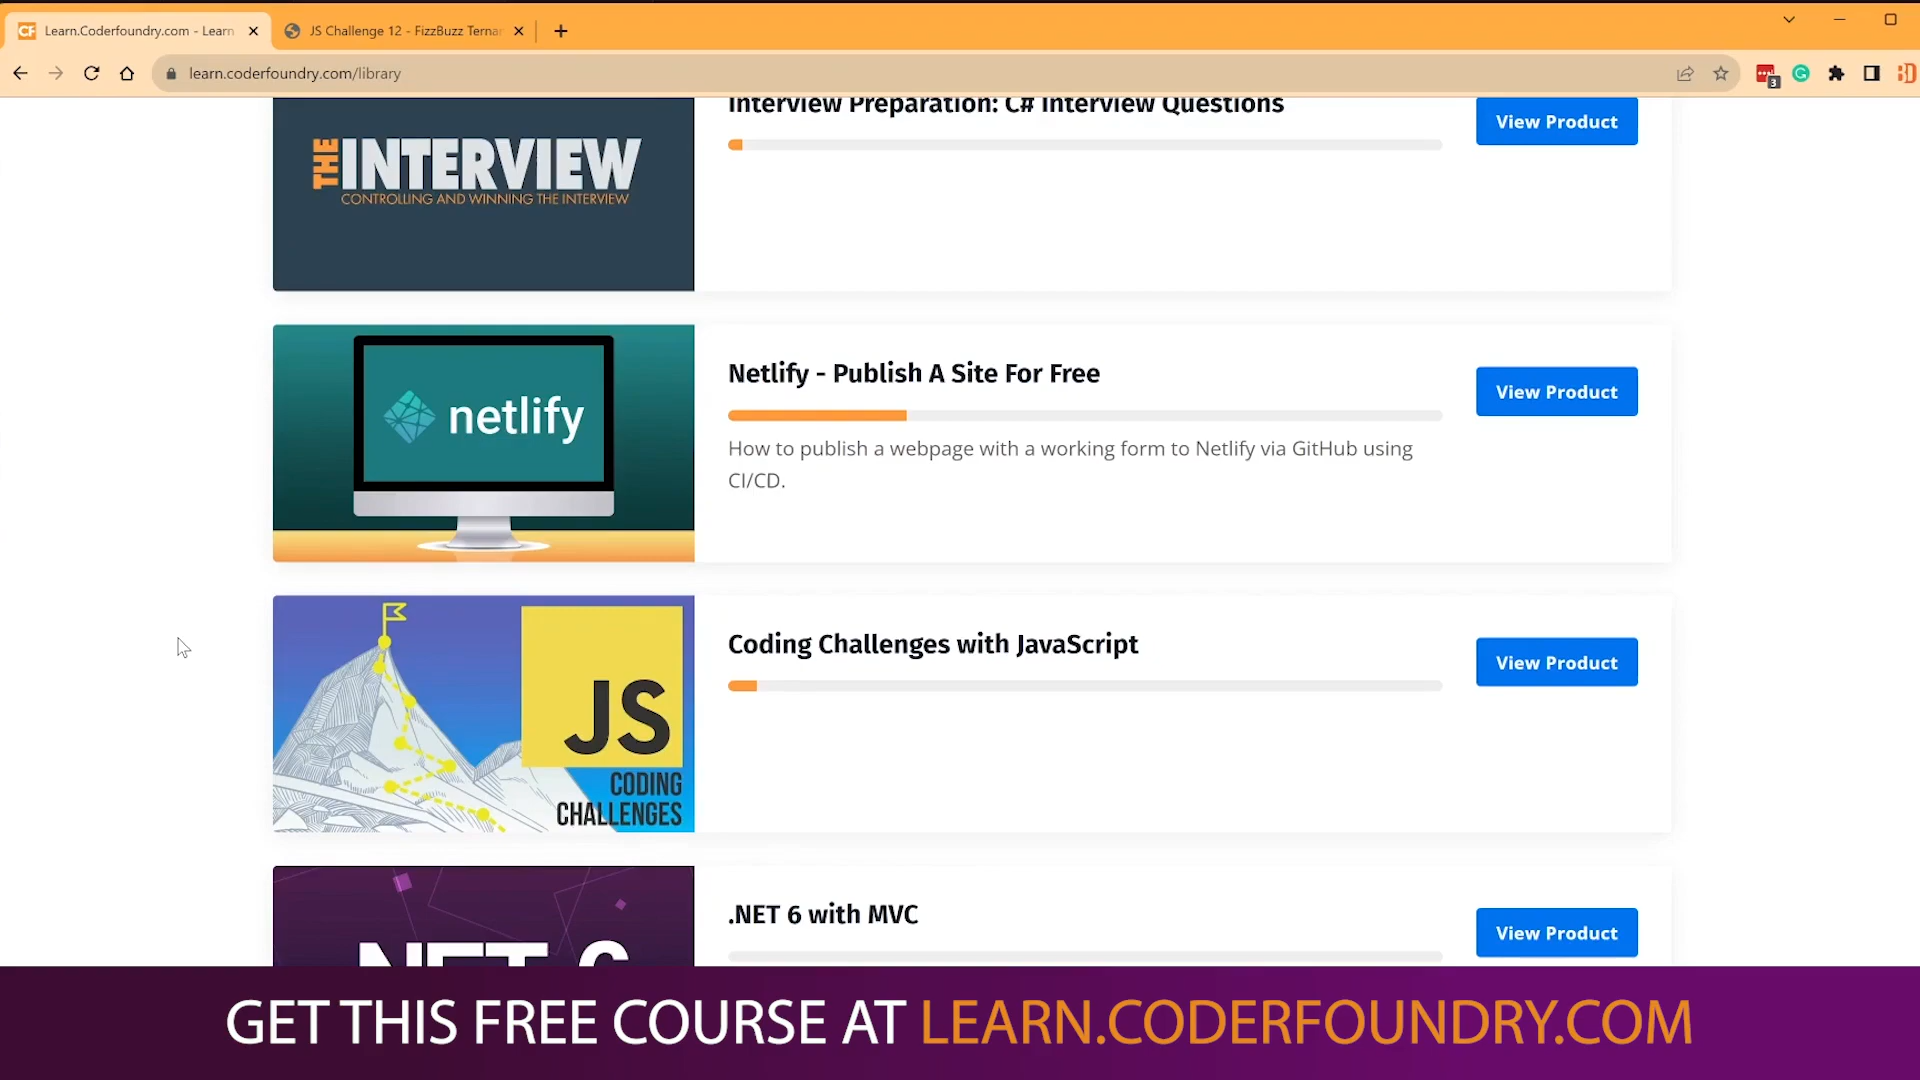 Learn.Coderfoundry.com - Learn
JS Challenge 12 - FizzBuzz Ternar
learn.coderfoundry.com/library
3
Interview Preparation: C# Interview Questions
View Product
THE INTERVIEW
CONTROLLING AND WINNING THE INTERVIEW
Netlify - Publish A Site For Free
View Product
netlify
How to publish a webpage with a working form to Netlify via GitHub using
CI/CD.
Coding Challenges with JavaScript
View Product
JS
CODING
CHALLENGES
.NET 6 with MVC
View Product
.NET 6
GET THIS FREE COURSE AT LEARN.CODERFOUNDRY.COM